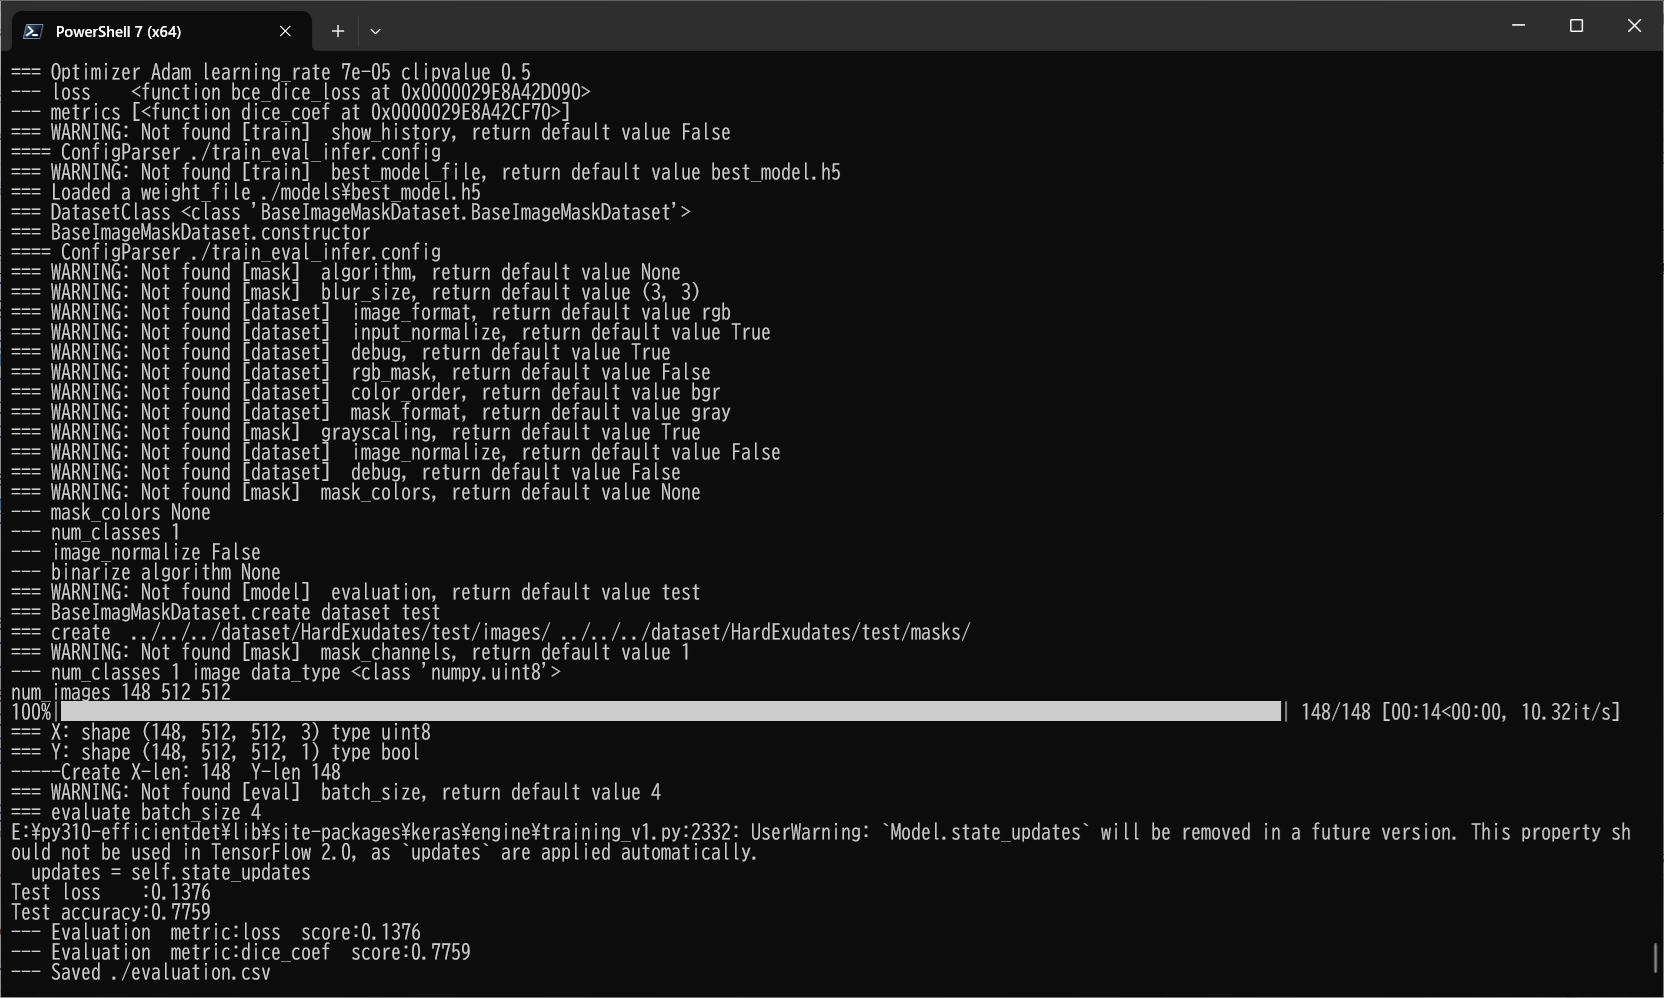 PowerShell 7 (x64)
=== Optimizer Adam learning_rate 7e-05 clipvalue 0.5
--- loss    <function bce_dice_loss at 0x0000029E8A42D090>
--- metrics [<function dice_coef at 0x0000029E8A42CF70>]
=== WARNING: Not found [train]  show_history, return default value False
==== ConfigParser ./train_eval_infer.config
=== WARNING: Not found [train]  best_model_file, return default value best_model.h5
=== Loaded a weight_file ./models¥best_model.h5
=== DatasetClass <class 'BaseImageMaskDataset.BaseImageMaskDataset'>
=== BaseImageMaskDataset.constructor
==== ConfigParser ./train_eval_infer.config
=== WARNING: Not found [mask]  algorithm, return default value None
=== WARNING: Not found [mask]  blur_size, return default value (3, 3)
=== WARNING: Not found [dataset]  image_format, return default value rgb
=== WARNING: Not found [dataset]  input_normalize, return default value True
=== WARNING: Not found [dataset]  debug, return default value True
=== WARNING: Not found [dataset]  rgb_mask, return default value False
=== WARNING: Not found [dataset]  color_order, return default value bgr
=== WARNING: Not found [dataset]  mask_format, return default value gray
=== WARNING: Not found [mask]  grayscaling, return default value True
=== WARNING: Not found [dataset]  image_normalize, return default value False
=== WARNING: Not found [dataset]  debug, return default value False
=== WARNING: Not found [mask]  mask_colors, return default value None
--- mask_colors None
--- num_classes 1
--- image_normalize False
--- binarize algorithm None
=== WARNING: Not found [model]  evaluation, return default value test
=== BaseImagMaskDataset.create dataset test
=== create  ../../../dataset/HardExudates/test/images/ ../../../dataset/HardExudates/test/masks/
=== WARNING: Not found [mask]  mask_channels, return default value 1
--- num_classes 1 image data_type <class 'numpy.uint8'>
num_images 148 512 512
100%| | 148/148 [00:14<00:00, 10.32it/s]
=== X: shape (148, 512, 512, 3) type uint8
=== Y: shape (148, 512, 512, 1) type bool
-----Create X-len: 148  Y-len 148
=== WARNING: Not found [eval]  batch_size, return default value 4
=== evaluate batch_size 4
E:¥py310-efficientdet¥lib¥site-packages¥keras¥engine¥training_v1.py:2332: UserWarning: `Model.state_updates` will be removed in a future version. This property sh
ould not be used in TensorFlow 2.0, as `updates` are applied automatically.
  updates = self.state_updates
Test loss    :0.1376
Test accuracy:0.7759
--- Evaluation  metric:loss  score:0.1376
--- Evaluation  metric:dice_coef  score:0.7759
--- Saved ./evaluation.csv